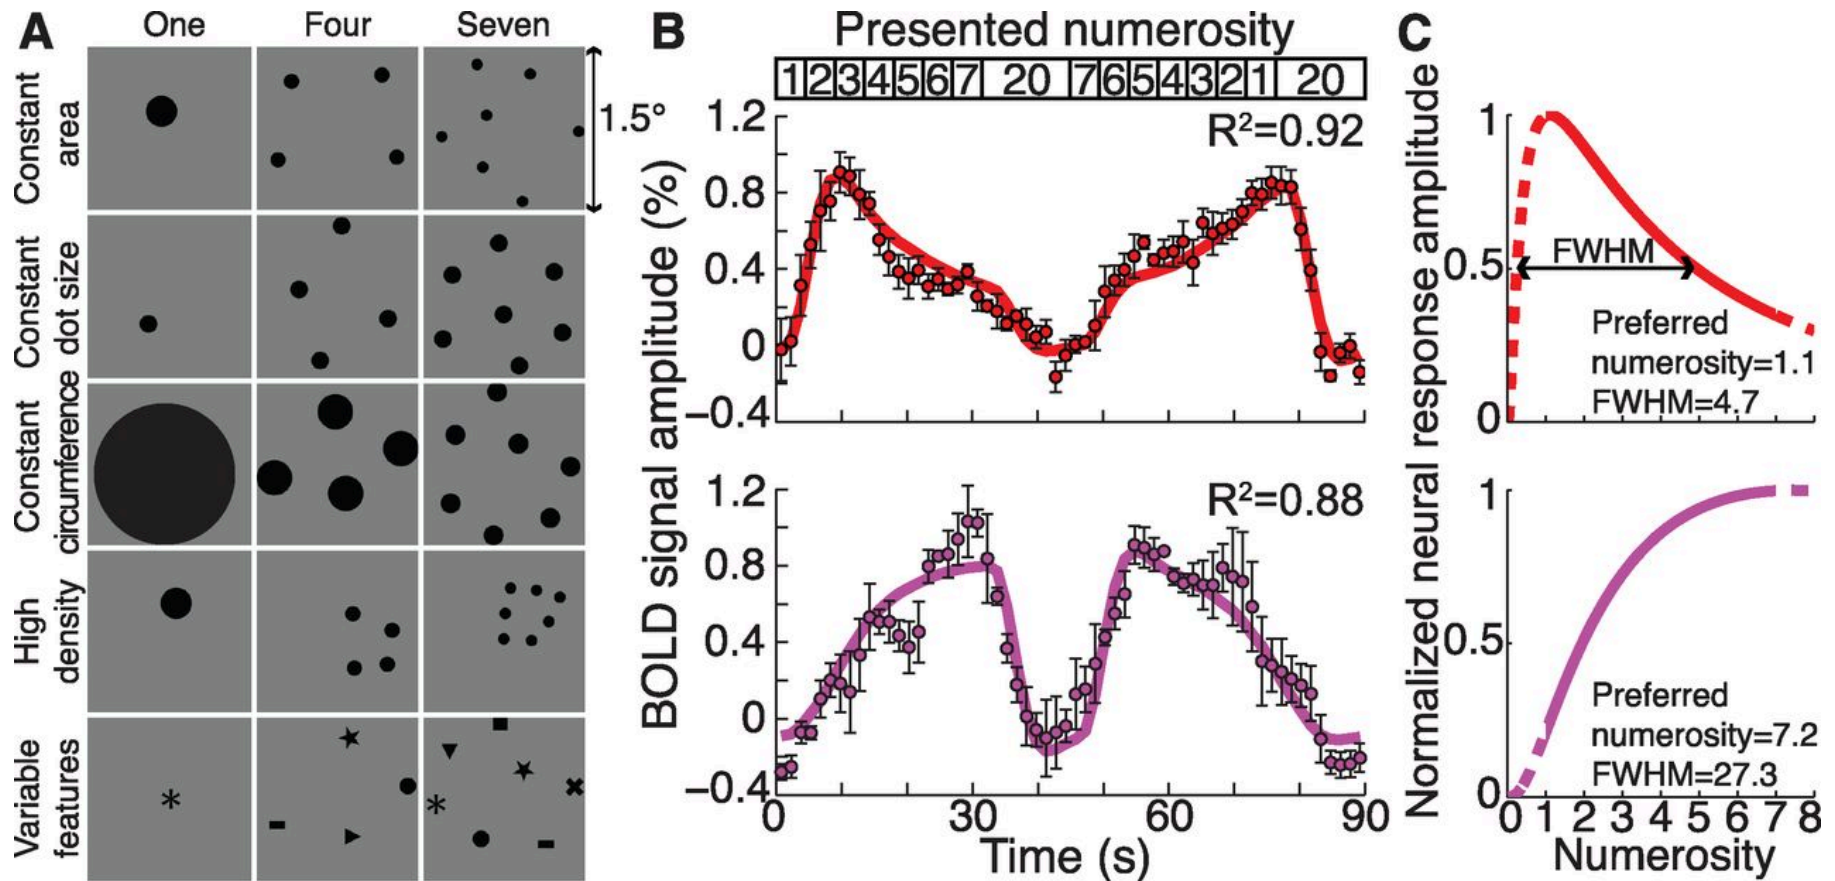 A
One Four Seven
Constant
area
1.5°
Constant
dot size
Constant
circumference
High
density
Variable
features
B
Presented numerosity
1 2 3 4 5 6 7 20 7 6 5 4 3 2 1 20
BOLD signal amplitude (%)
1.2
0.8
0.4
0
−0.4
R²=0.92
1.2
0.8
0.4
0
−0.4
R²=0.88
0 30 60 90
Time (s)
C
Normalized neural response amplitude
1
0.5
0
FWHM
Preferred
numerosity=1.1
FWHM=4.7
1
0.5
0
Preferred
numerosity=7.2
FWHM=27.3
0 1 2 3 4 5 6 7 8
Numerosity